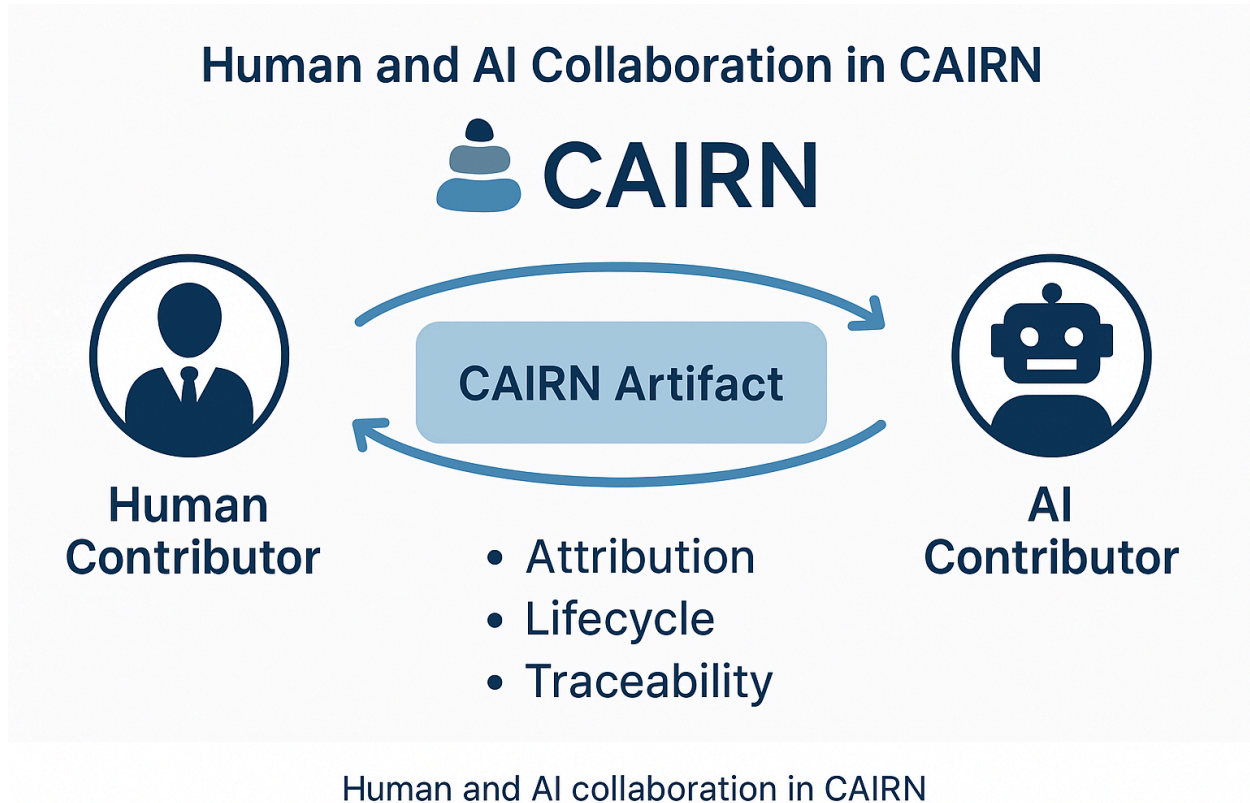 Human and AI Collaboration in CAIRN
CAIRN
CAIRN Artifact
Human
Contributor
AI
Contributor
• Attribution
• Lifecycle
• Traceability
Human and AI collaboration in CAIRN